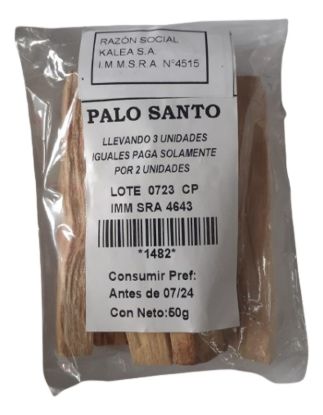 RAZÓN SOCIAL
KALEA S.A.
I.M.M.S.R.A N°4515
PALO SANTO
LLEVANDO 3 UNIDADES
IGUALES PAGA SOLAMENTE
POR 2 UNIDADES
LOTE 0723 CP
IMM SRA 4643
*1482*
Consumir Pref:
Antes de 07/24
Con Neto:50g